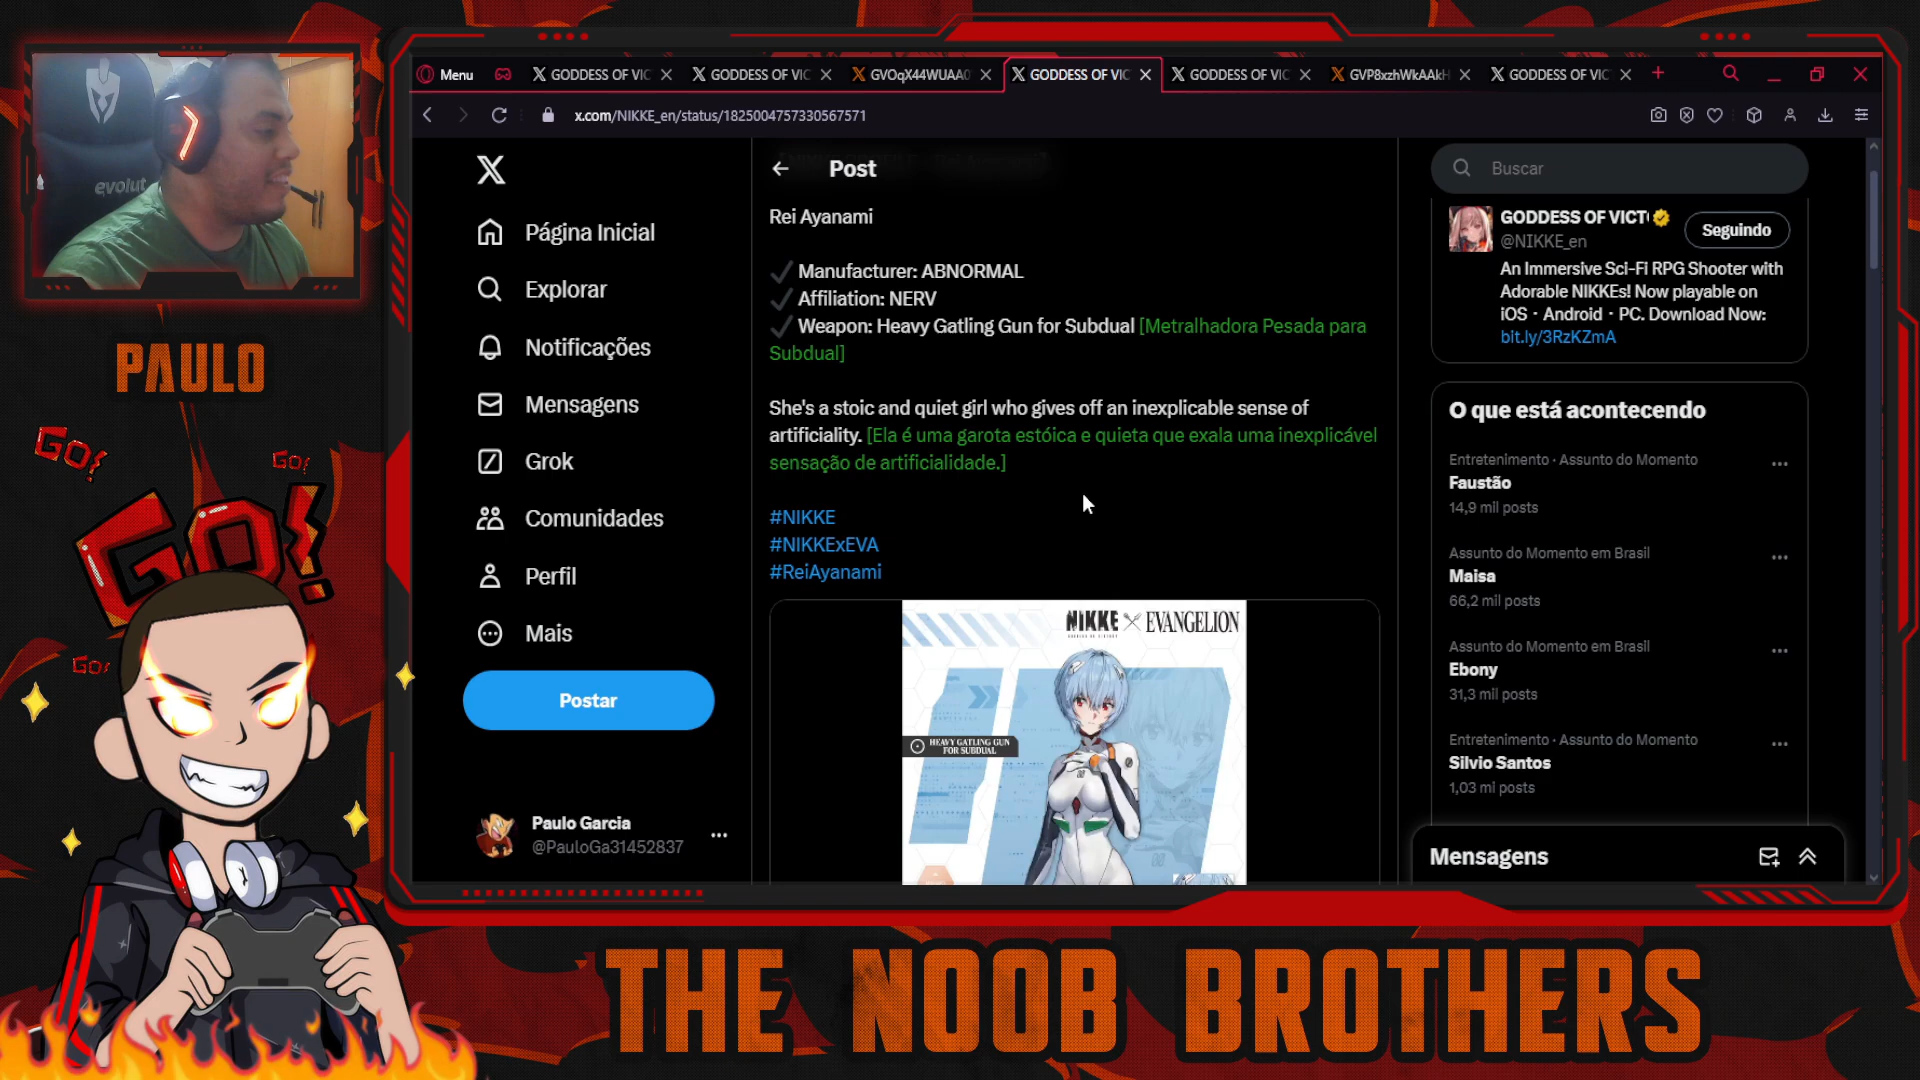 Menu
GODDESS OF VIC
GODDESS OF VIC
GVOqX44WUAA0
GODDESS OF VIC
GODDESS OF VIC
GVP8xzhWkAAkH
GODDESS OF VIC
x.com/NIKKE_en/status/1825004757330567571
evolut
PAULO
GO!
GO!
GO!
GO!
X
Página Inicial
Explorar
Notificações
Mensagens
Grok
Comunidades
Perfil
Mais
Postar
Paulo Garcia
@PauloGa31452837
Post
Rei Ayanami
Manufacturer: ABNORMAL
Affiliation: NERV
Weapon: Heavy Gatling Gun for Subdual [Metralhadora Pesada para
Subdual]
She's a stoic and quiet girl who gives off an inexplicable sense of
artificiality. [Ela é uma garota estóica e quieta que exala uma inexplicável
sensação de artificialidade.]
#NIKKE
#NIKKExEVA
#ReiAyanami
NIKKE × EVANGELION
HEAVY GATLING GUN
FOR SUBDUAL
Buscar
GODDESS OF VICT
Seguindo
@NIKKE_en
An Immersive Sci-Fi RPG Shooter with
Adorable NIKKEs! Now playable on
iOS · Android · PC. Download Now:
bit.ly/3RzKZmA
O que está acontecendo
Entretenimento · Assunto do Momento
Faustão
14,9 mil posts
Assunto do Momento em Brasil
Maisa
66,2 mil posts
Assunto do Momento em Brasil
Ebony
31,3 mil posts
Entretenimento · Assunto do Momento
Silvio Santos
1,03 mi posts
Mensagens
THE NOOB BROTHERS